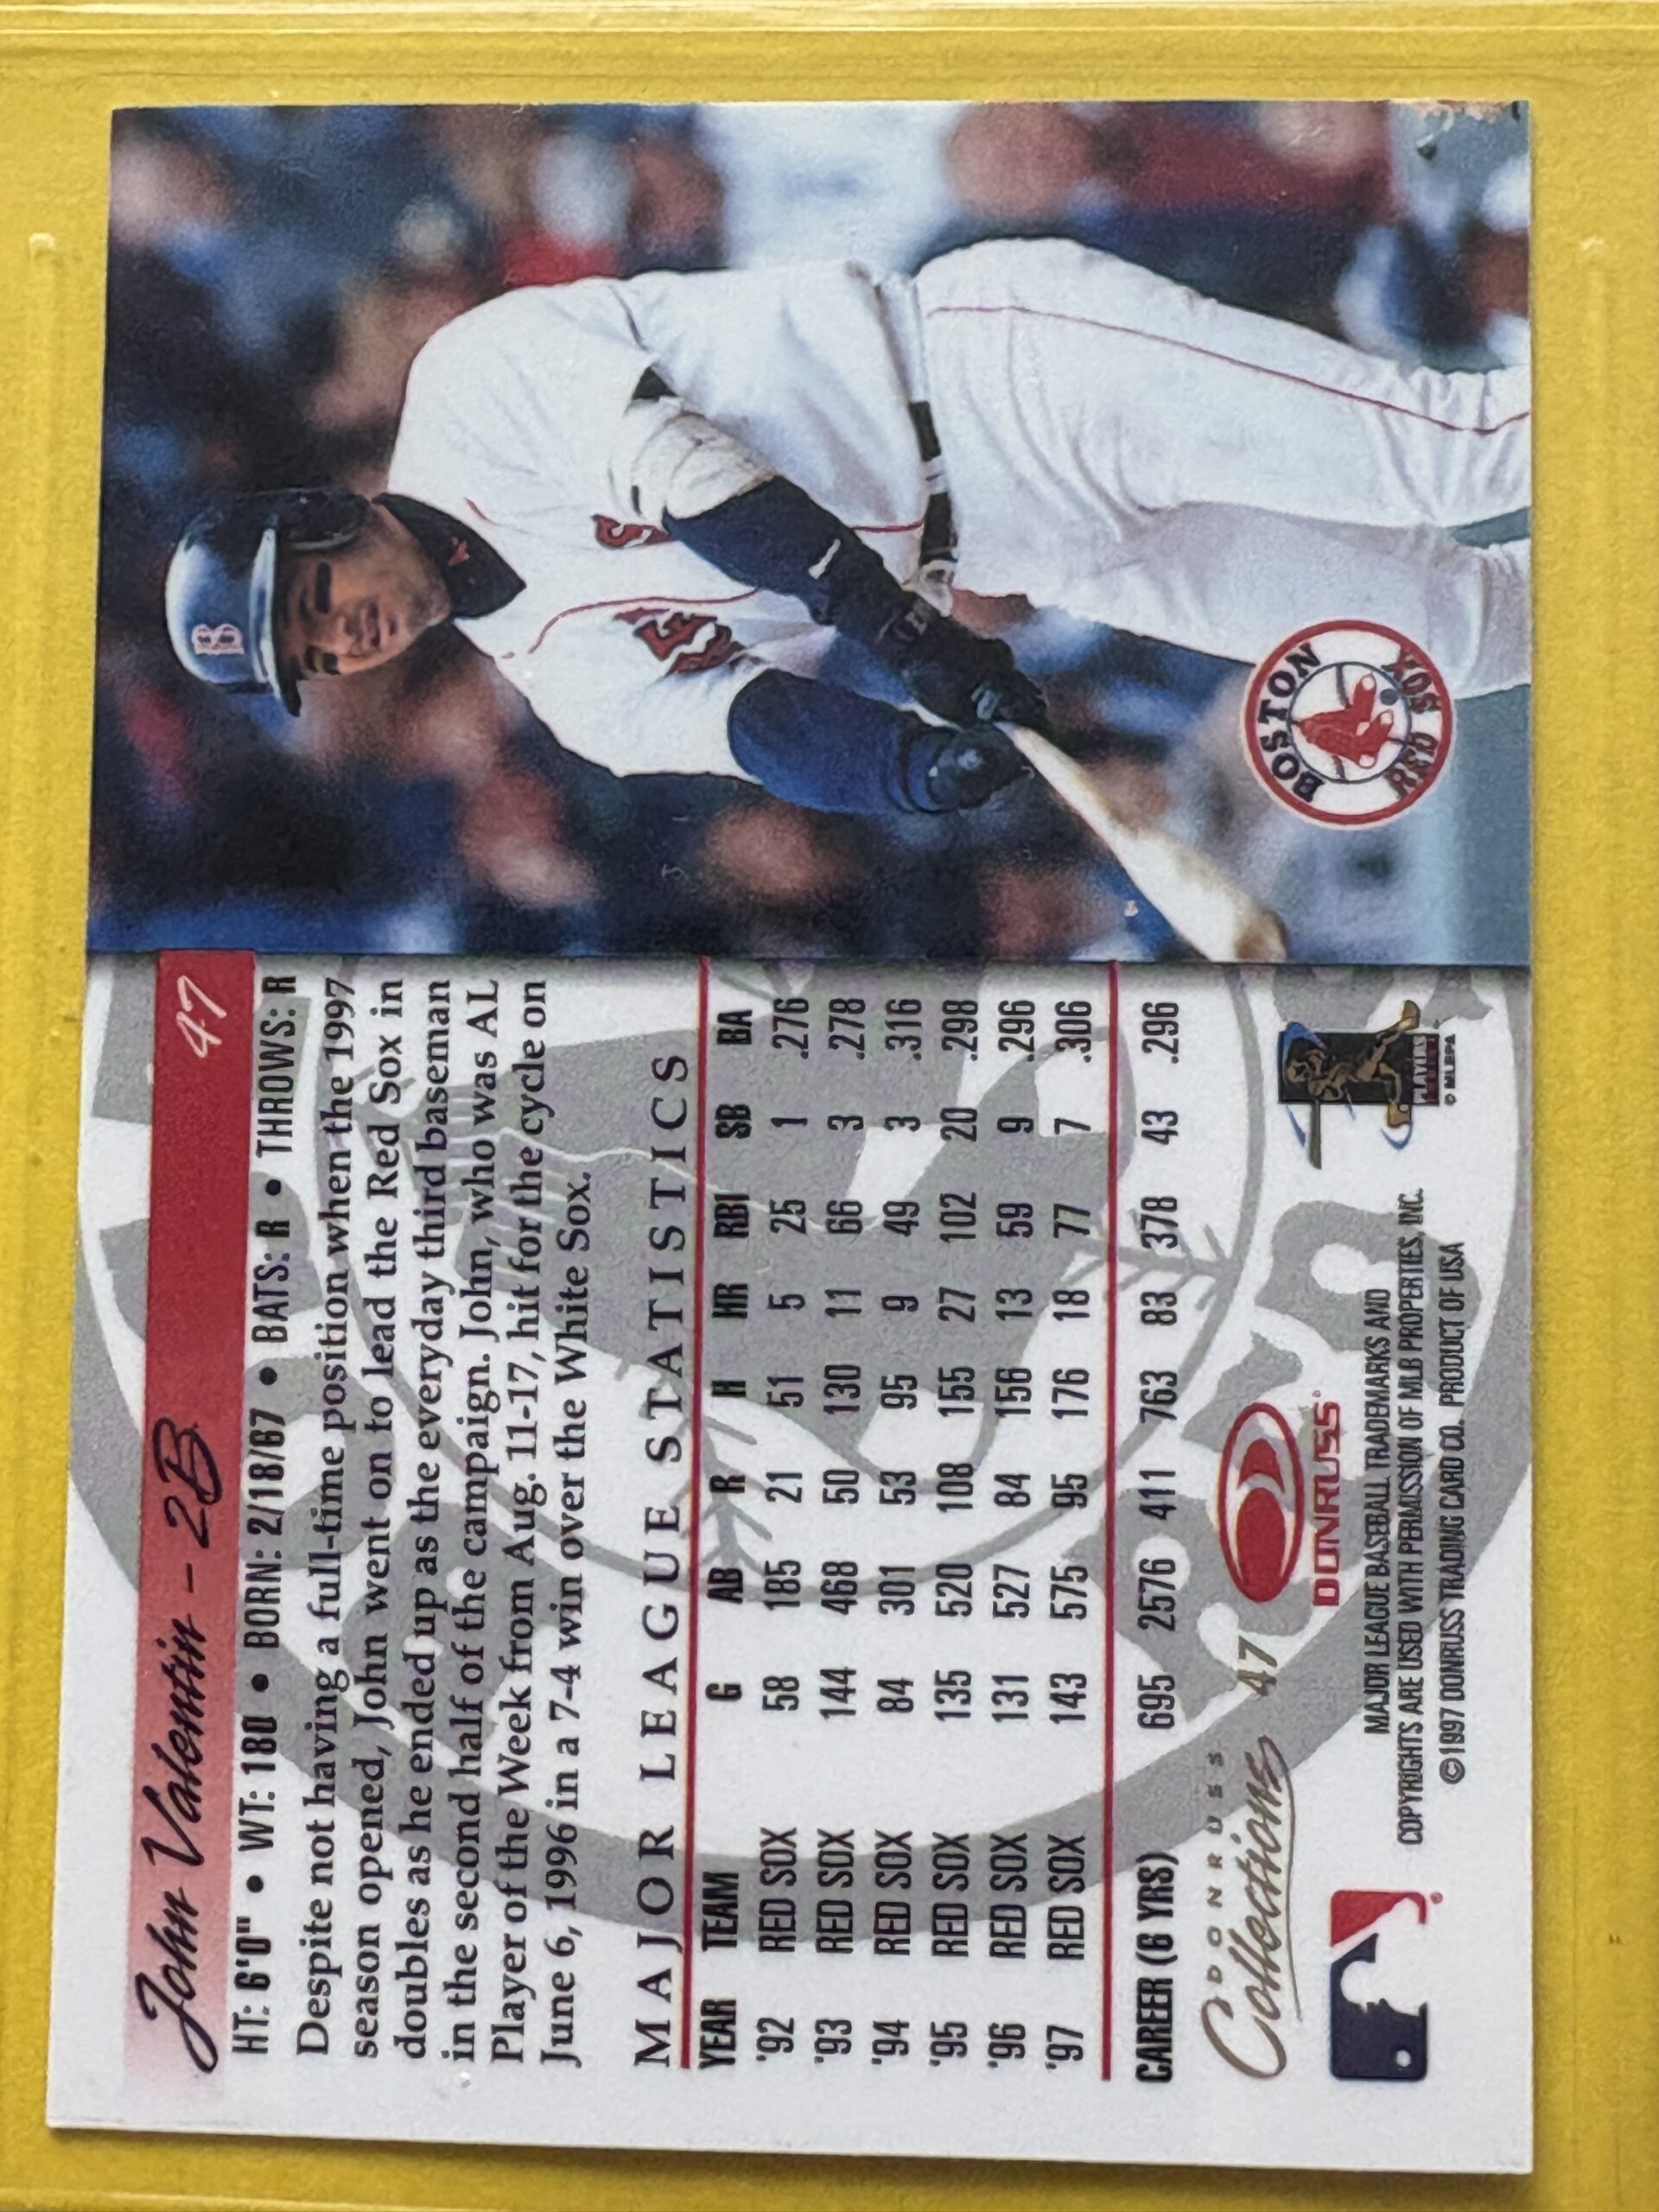 John Valentin - 2B 47
HT: 6'0" • WT: 180 • BORN: 2/18/67 • BATS: R • THROWS: R
Despite not having a full-time position when the 1997
season opened, John went on to lead the Red Sox in
doubles as he ended up as the everyday third baseman
in the second half of the campaign. John, who was AL
Player of the Week from Aug. 11-17, hit for the cycle on
June 6, 1996 in a 7-4 win over the White Sox.
MAJOR LEAGUE STATISTICS
YEAR TEAM G AB R H HR RBI SB BA
'92 RED SOX 58 185 21 51 5 25 1 .276
'93 RED SOX 144 468 50 130 11 66 3 .278
'94 RED SOX 84 301 53 95 9 49 3 .316
'95 RED SOX 135 520 108 155 27 102 20 .298
'96 RED SOX 131 527 84 156 13 59 9 .296
'97 RED SOX 143 575 95 176 18 77 7 .306
CAREER (6 YRS) 695 2576 411 763 83 378 43 .296
DONRUSS
Collections 47
DONRUSS
MAJOR LEAGUE BASEBALL TRADEMARKS AND
COPYRIGHTS ARE USED WITH PERMISSION OF MLB PROPERTIES, INC.
©1997 DONRUSS TRADING CARD CO. PRODUCT OF USA
PLAYERS
© MLBPA
B
BOSTON
RED SOX